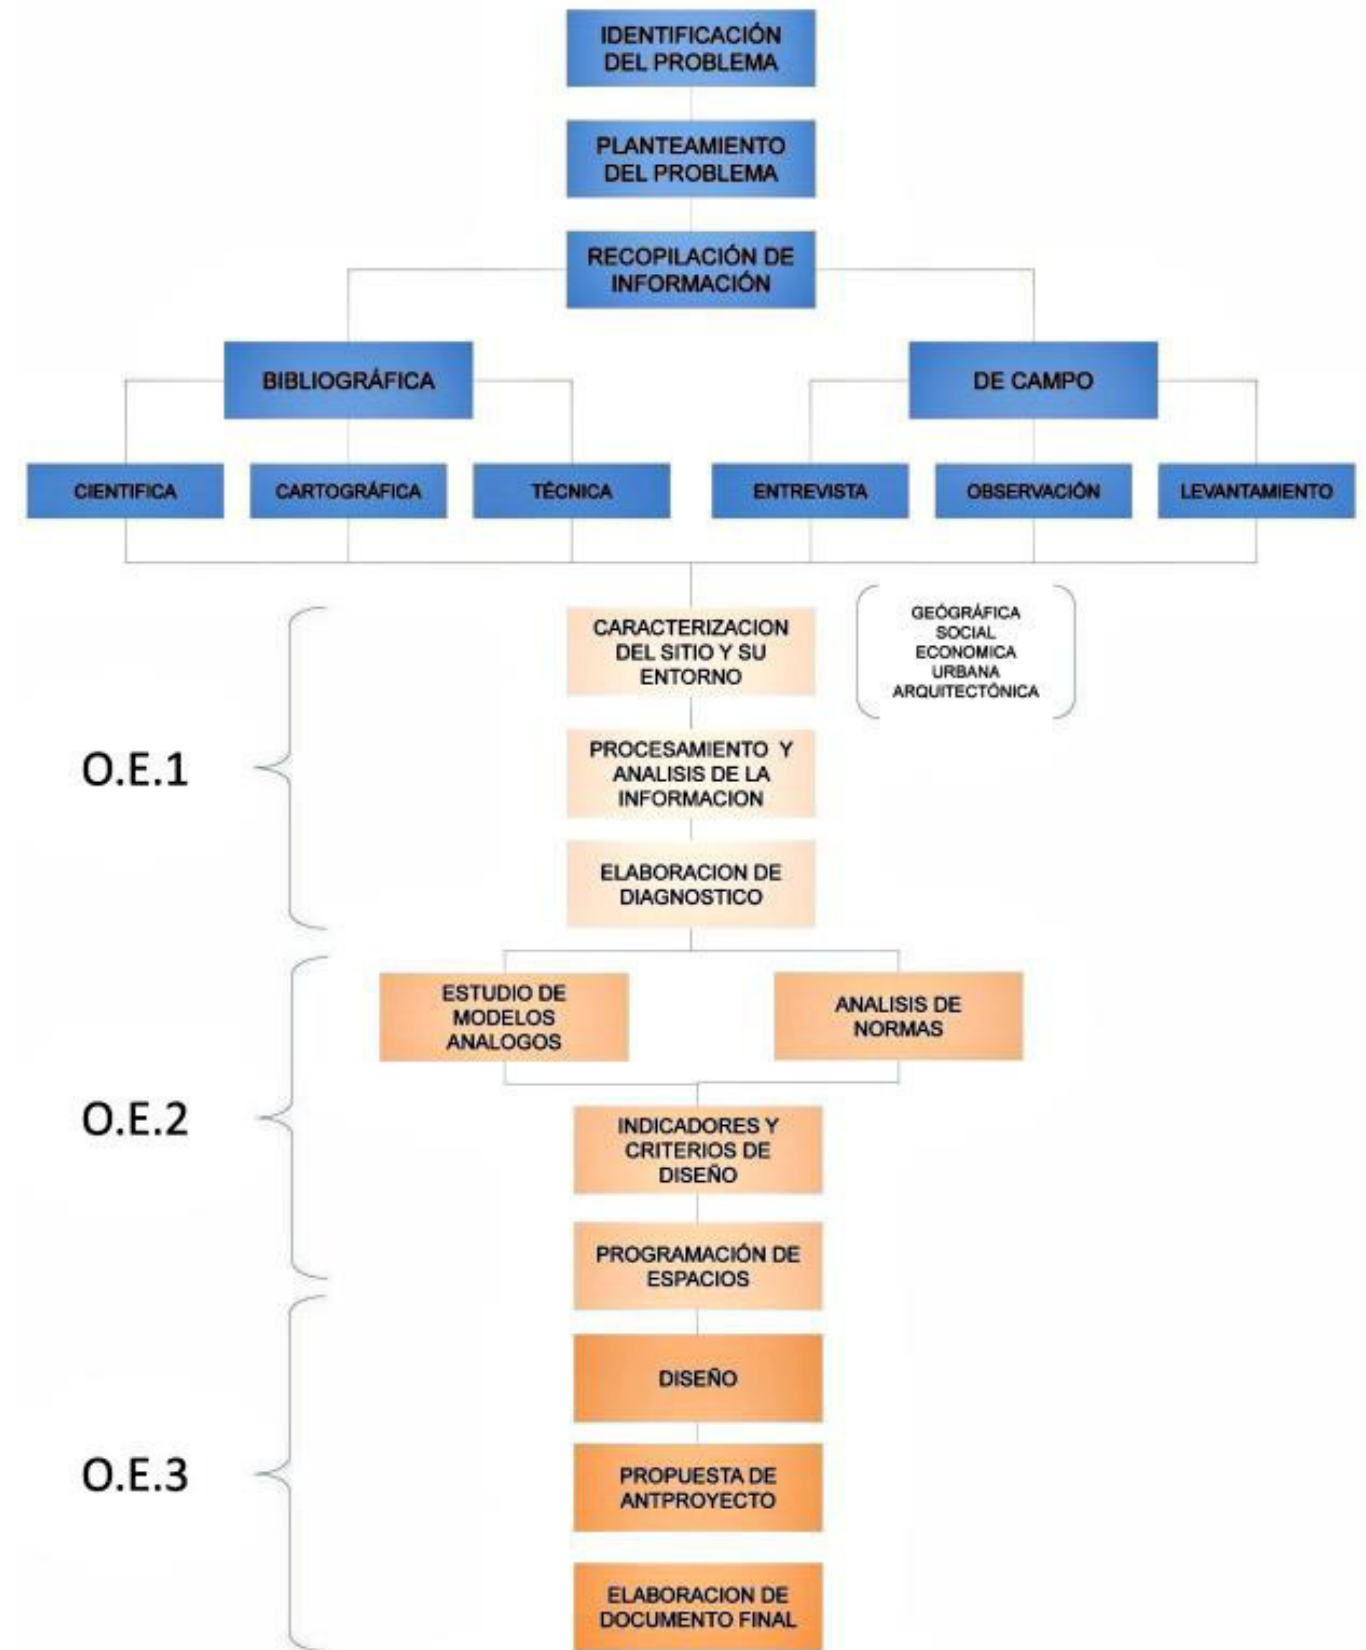 IDENTIFICACIÓN
DEL PROBLEMA
PLANTEAMIENTO
DEL PROBLEMA
RECOPILACIÓN DE
INFORMACIÓN
BIBLIOGRÁFICA
DE CAMPO
CIENTIFICA
CARTOGRÁFICA
TÉCNICA
ENTREVISTA
OBSERVACIÓN
LEVANTAMIENTO
O.E.1
CARACTERIZACION
DEL SITIO Y SU
ENTORNO
GEÓGRÁFICA
SOCIAL
ECONOMICA
URBANA
ARQUITECTÓNICA
PROCESAMIENTO Y
ANALISIS DE LA
INFORMACION
ELABORACION DE
DIAGNOSTICO
O.E.2
ESTUDIO DE
MODELOS
ANALOGOS
ANALISIS DE
NORMAS
INDICADORES Y
CRITERIOS DE
DISEÑO
PROGRAMACIÓN DE
ESPACIOS
O.E.3
DISEÑO
PROPUESTA DE
ANTPROYECTO
ELABORACION DE
DOCUMENTO FINAL